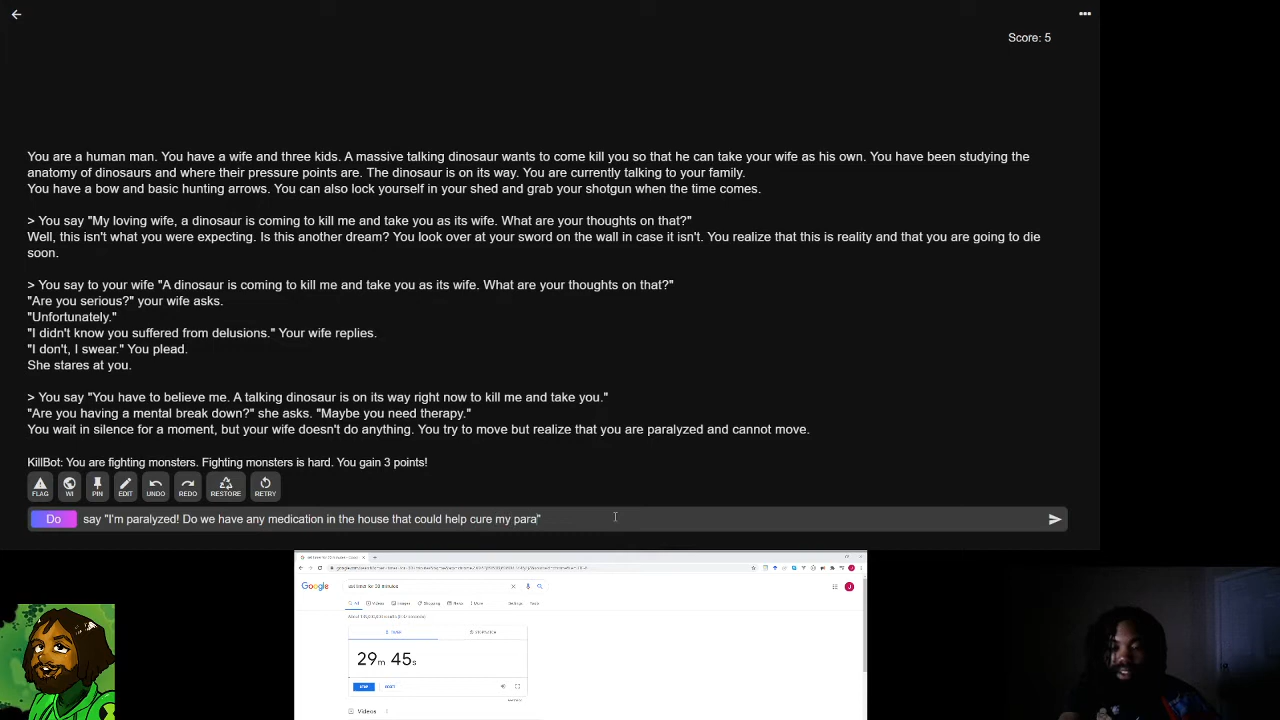 Score: 5
You are a human man. You have a wife and three kids. A massive talking dinosaur wants to come kill you so that he can take your wife as his own. You have been studying the
anatomy of dinosaurs and where their pressure points are. The dinosaur is on its way. You are currently talking to your family.
You have a bow and basic hunting arrows. You can also lock yourself in your shed and grab your shotgun when the time comes.
> You say "My loving wife, a dinosaur is coming to kill me and take you as its wife. What are your thoughts on that?"
Well, this isn't what you were expecting. Is this another dream? You look over at your sword on the wall in case it isn't. You realize that this is reality and that you are going to die
soon.
> You say to your wife "A dinosaur is coming to kill me and take you as its wife. What are your thoughts on that?"
"Are you serious?" your wife asks.
"Unfortunately."
"I didn't know you suffered from delusions." Your wife replies.
"I don't, I swear." You plead.
She stares at you.
> You say "You have to believe me. A talking dinosaur is on its way right now to kill me and take you."
"Are you having a mental break down?" she asks. "Maybe you need therapy."
You wait in silence for a moment, but your wife doesn't do anything. You try to move but realize that you are paralyzed and cannot move.
KillBot: You are fighting monsters. Fighting monsters is hard. You gain 3 points!
FLAG WI PIN EDIT UNDO REDO RESTORE RETRY
Do say "I'm paralyzed! Do we have any medication in the house that could help cure my para"
Google
All Videos Images Shopping News More Settings Tools
29m 45s
STOP RESET
Videos